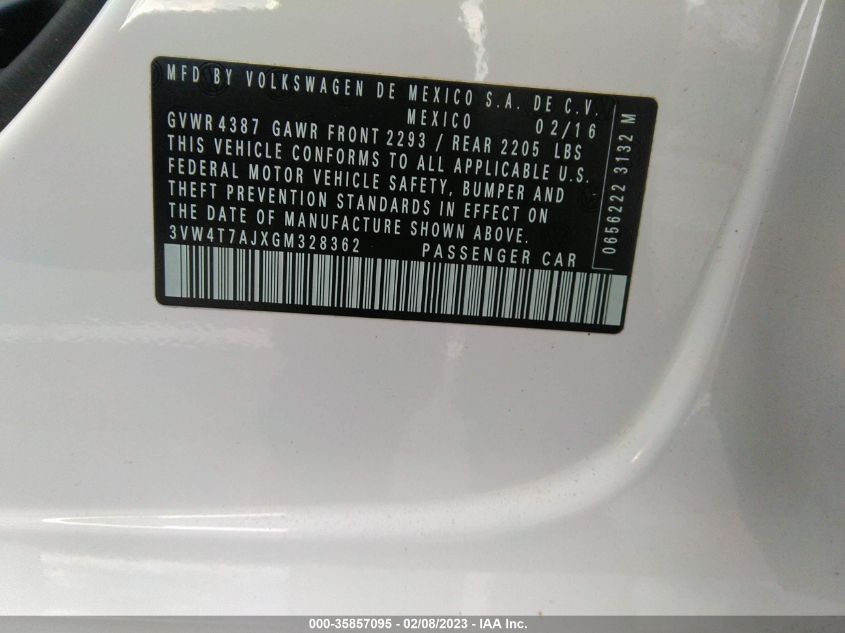 MFD BY VOLKSWAGEN DE MEXICO S.A. DE C.V.
MEXICO 02/16
GVWR 4387 GAWR FRONT 2293 / REAR 2205 LBS
THIS VEHICLE CONFORMS TO ALL APPLICABLE U.S.
FEDERAL MOTOR VEHICLE SAFETY, BUMPER AND
THEFT PREVENTION STANDARDS IN EFFECT ON
THE DATE OF MANUFACTURE SHOWN ABOVE.
3VW4T7AJXGM328362 PASSENGER CAR
0656222 3132 M
000-35857095 - 02/08/2023 - IAA Inc.